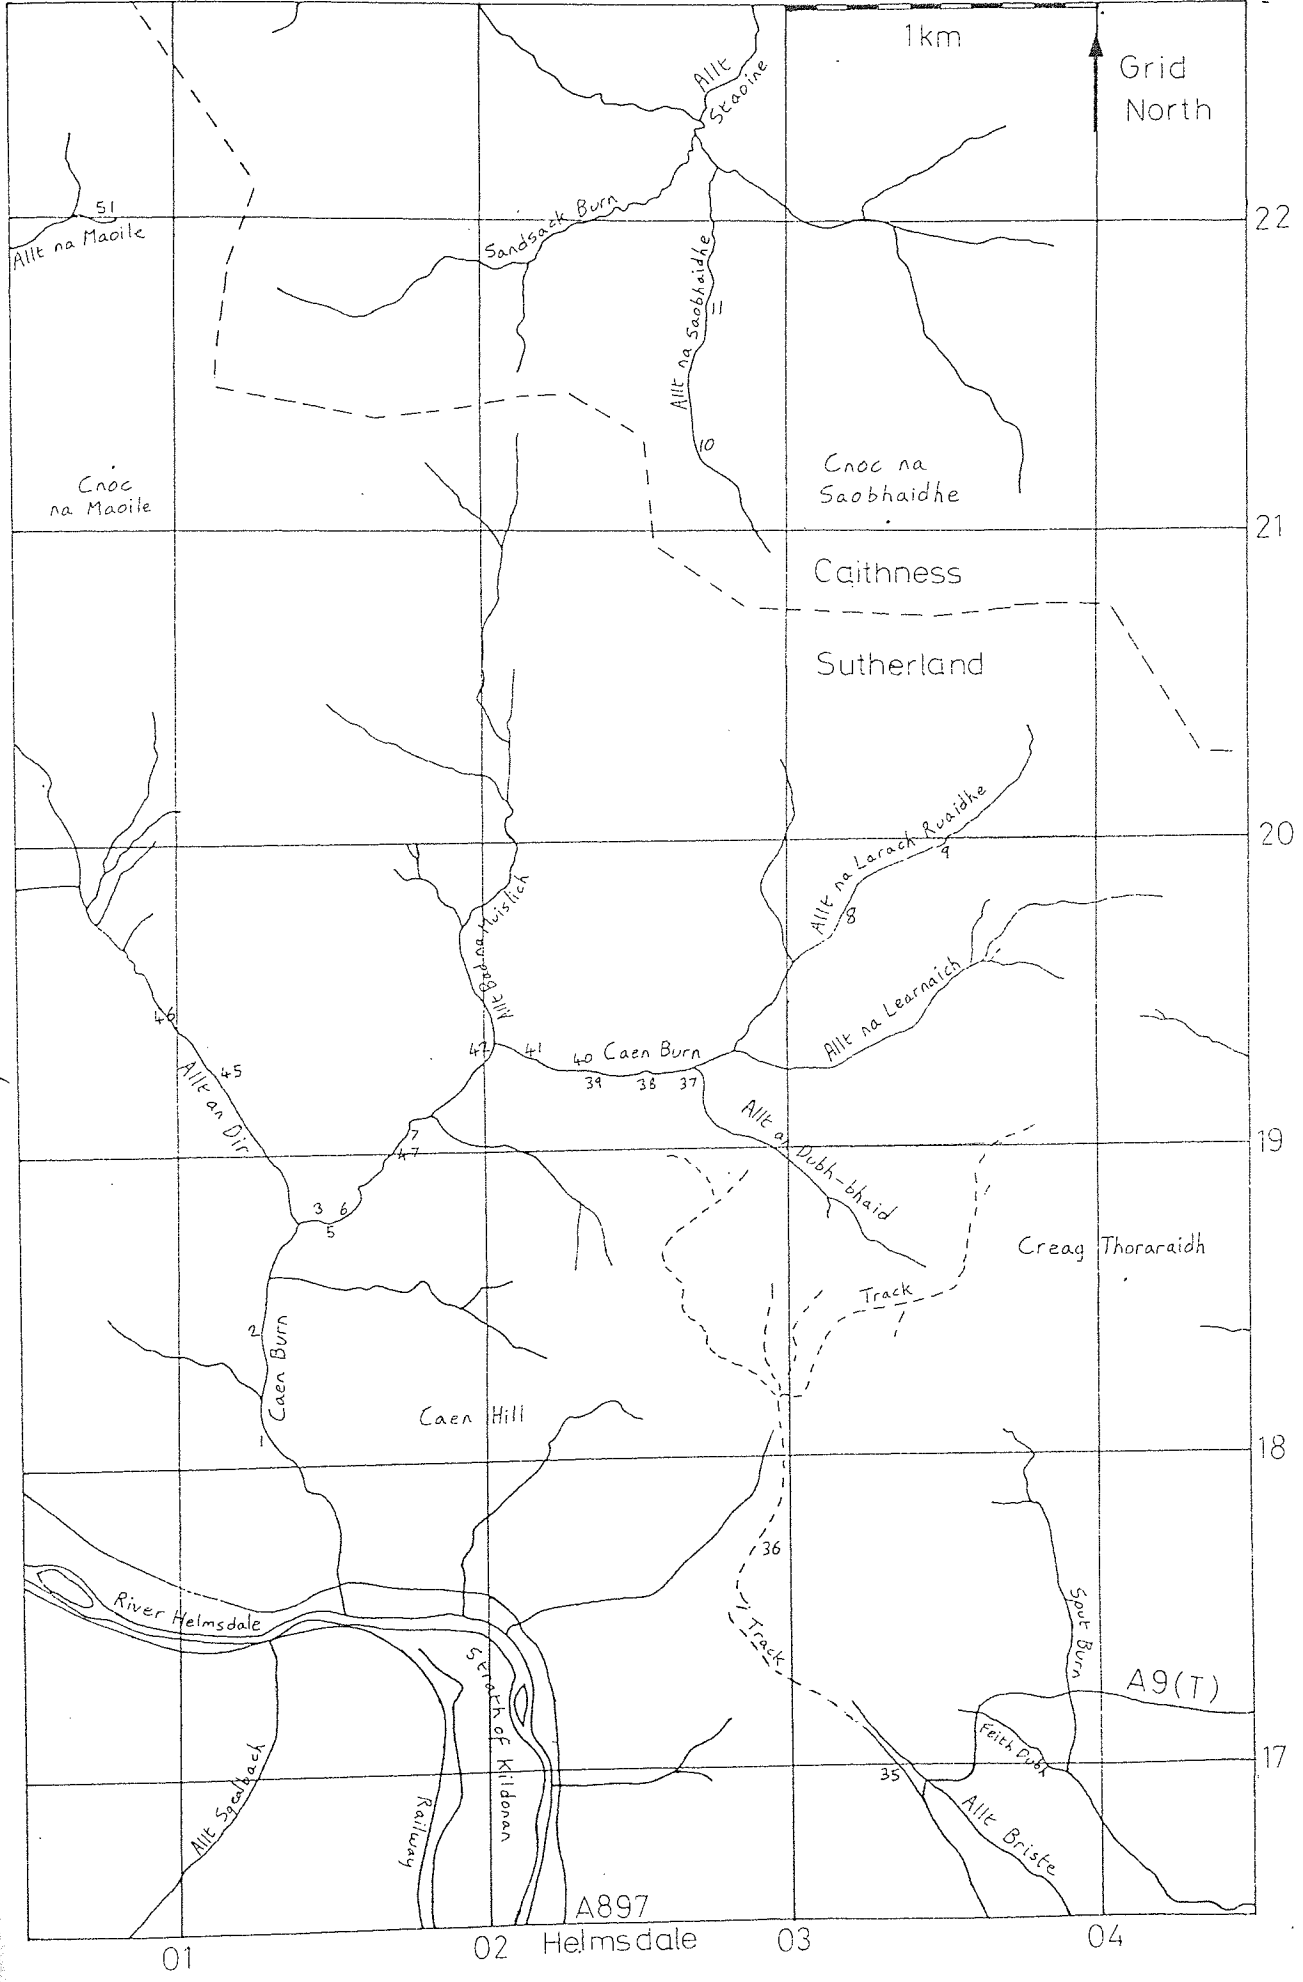 1km
Grid
North
Allt
Staoine
51
22
Allt na Maoile
Sandsack Burn
Allt na Saobhaidhe
11
10
Cnoc
na Maoile
Cnoc na
Saobhaidhe
21
Caithness
Sutherland
20
Allt na Larach Ruaidhe
9
8
Allt Bad na Muislich
Allt na Learnaich
46
45
Allt an Dir
42
41
40
Caen Burn
39
38
37
Allt a Dubh-bhaid
19
7
47
3
6
5
Creag Thoraraidh
Track
2
Caen Burn
Caen Hill
1
18
36
River Helmsdale
Track
Sput Burn
Strath of Kildonan
A9(T)
Feith Dubh
17
35
Allt Sgealbach
Railway
Allt Briste
A897
Helmsdale
01
02
03
04